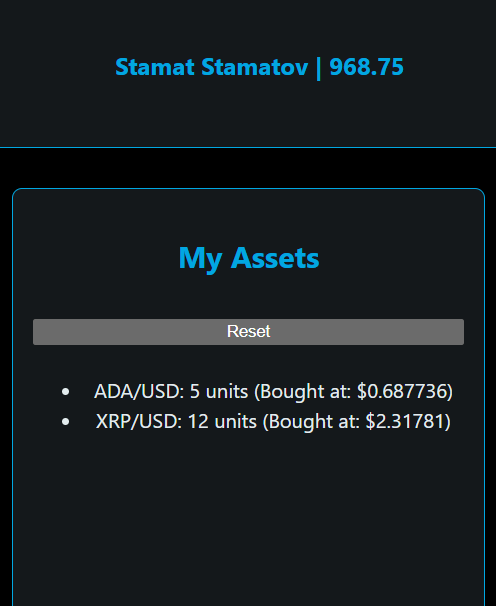 Stamat Stamatov | 968.75
My Assets
Reset
• ADA/USD: 5 units (Bought at: $0.687736)
• XRP/USD: 12 units (Bought at: $2.31781)